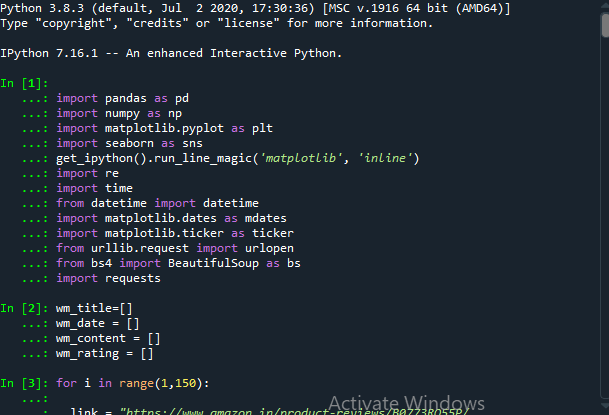 Python 3.8.3 (default, Jul  2 2020, 17:30:36) [MSC v.1916 64 bit (AMD64)]
Type "copyright", "credits" or "license" for more information.
IPython 7.16.1 -- An enhanced Interactive Python.
In [1]:
   ...: import pandas as pd
   ...: import numpy as np
   ...: import matplotlib.pyplot as plt
   ...: import seaborn as sns
   ...: get_ipython().run_line_magic('matplotlib', 'inline')
   ...: import re
   ...: import time
   ...: from datetime import datetime
   ...: import matplotlib.dates as mdates
   ...: import matplotlib.ticker as ticker
   ...: from urllib.request import urlopen
   ...: from bs4 import BeautifulSoup as bs
   ...: import requests
In [2]: wm_title=[]
   ...: wm_date = []
   ...: wm_content = []
   ...: wm_rating = []
In [3]: for i in range(1,150):
   ...:
   ...:   link = "https://www.amazon.in/product-reviews/
Activate Windows